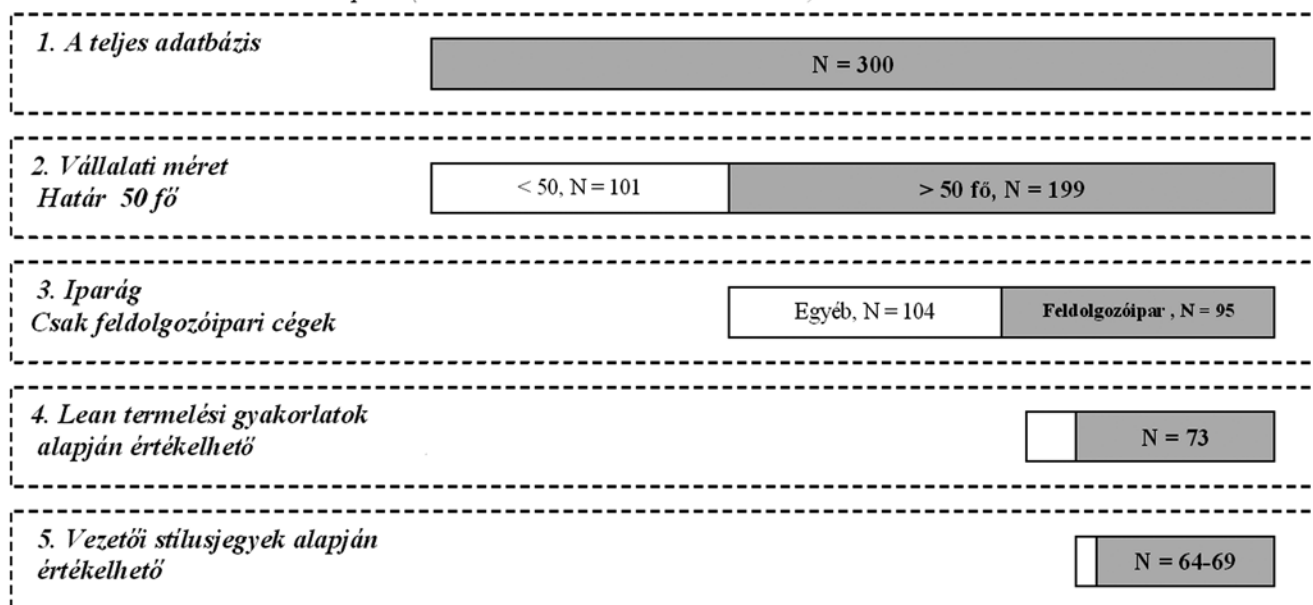 1. A teljes adatbázis
N = 300
2. Vállalati méret
Határ 50 fő
< 50, N = 101
> 50 fő, N = 199
3. Iparág
Csak feldolgozóipari cégek
Egyéb, N = 104
Feldolgozóipar , N = 95
4. Lean termelési gyakorlatok
alapján értékelhető
N = 73
5. Vezetői stílusjegyek alapján
értékelhető
N = 64-69